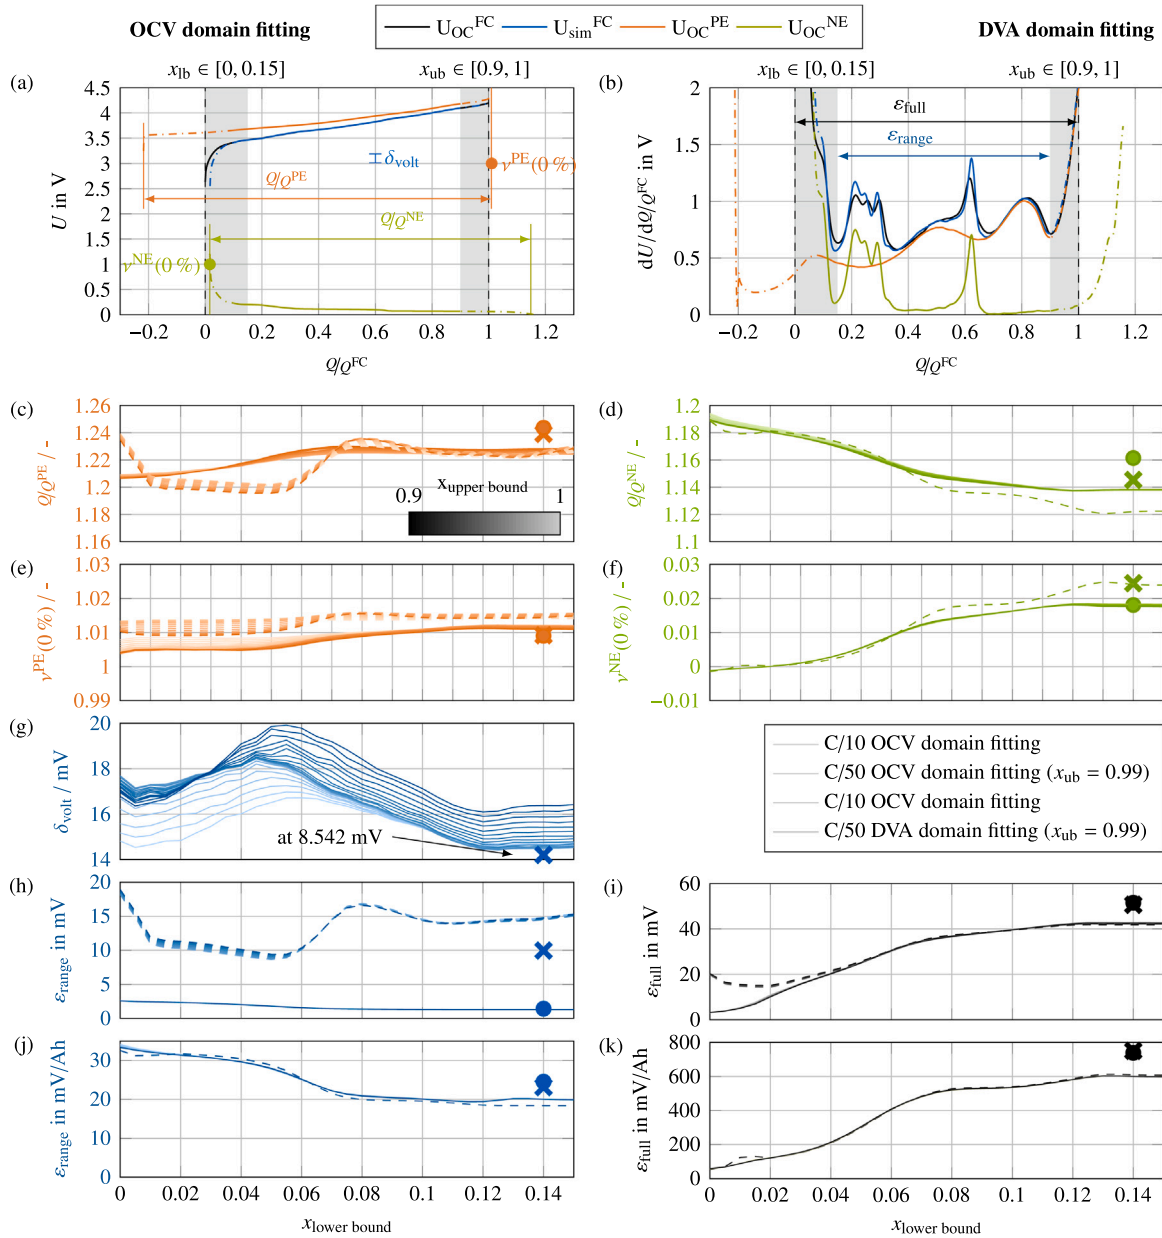 OCV domain fitting
U_OC^FC U_sim^FC U_OC^PE U_OC^NE
DVA domain fitting
(a)
x_lb ∈ [0, 0.15] x_ub ∈ [0.9, 1]
U in V
4.5
4
3.5
3
2.5
2
1.5
1
0.5
0
δ_volt
Q/Q^PE
ν^PE(0 %)
Q/Q^NE
ν^NE(0 %)
−0.2 0 0.2 0.4 0.6 0.8 1 1.2
Q/Q^FC
(b)
x_lb ∈ [0, 0.15] x_ub ∈ [0.9, 1]
dU/dQ/Q^FC in V
2
1.5
1
0.5
0
ε_full
ε_range
−0.2 0 0.2 0.4 0.6 0.8 1 1.2
Q/Q^FC
(c)
Q/Q^PE / -
1.26
1.24
1.22
1.2
1.18
1.16
x_upper bound
0.9 1
(d)
Q/Q^NE / -
1.2
1.16
1.14
1.12
1.1
(e)
ν^PE(0 %) / -
1.03
1.02
1.01
1
0.99
(f)
ν^NE(0 %) / -
0.03
0.02
0.01
0
−0.01
(g)
δ_volt / mV
20
18
16
14
at 8.542 mV
C/10 OCV domain fitting
C/50 OCV domain fitting (x_ub = 0.99)
C/10 OCV domain fitting
C/50 DVA domain fitting (x_ub = 0.99)
(h)
ε_range in mV
20
15
10
5
0
(i)
ε_full in mV
60
40
20
0
(j)
ε_range in mV/Ah
30
20
10
0
0 0.02 0.04 0.06 0.08 0.1 0.12 0.14
x_lower bound
(k)
ε_full in mV/Ah
800
600
400
200
0
0 0.02 0.04 0.06 0.08 0.1 0.12 0.14
x_lower bound